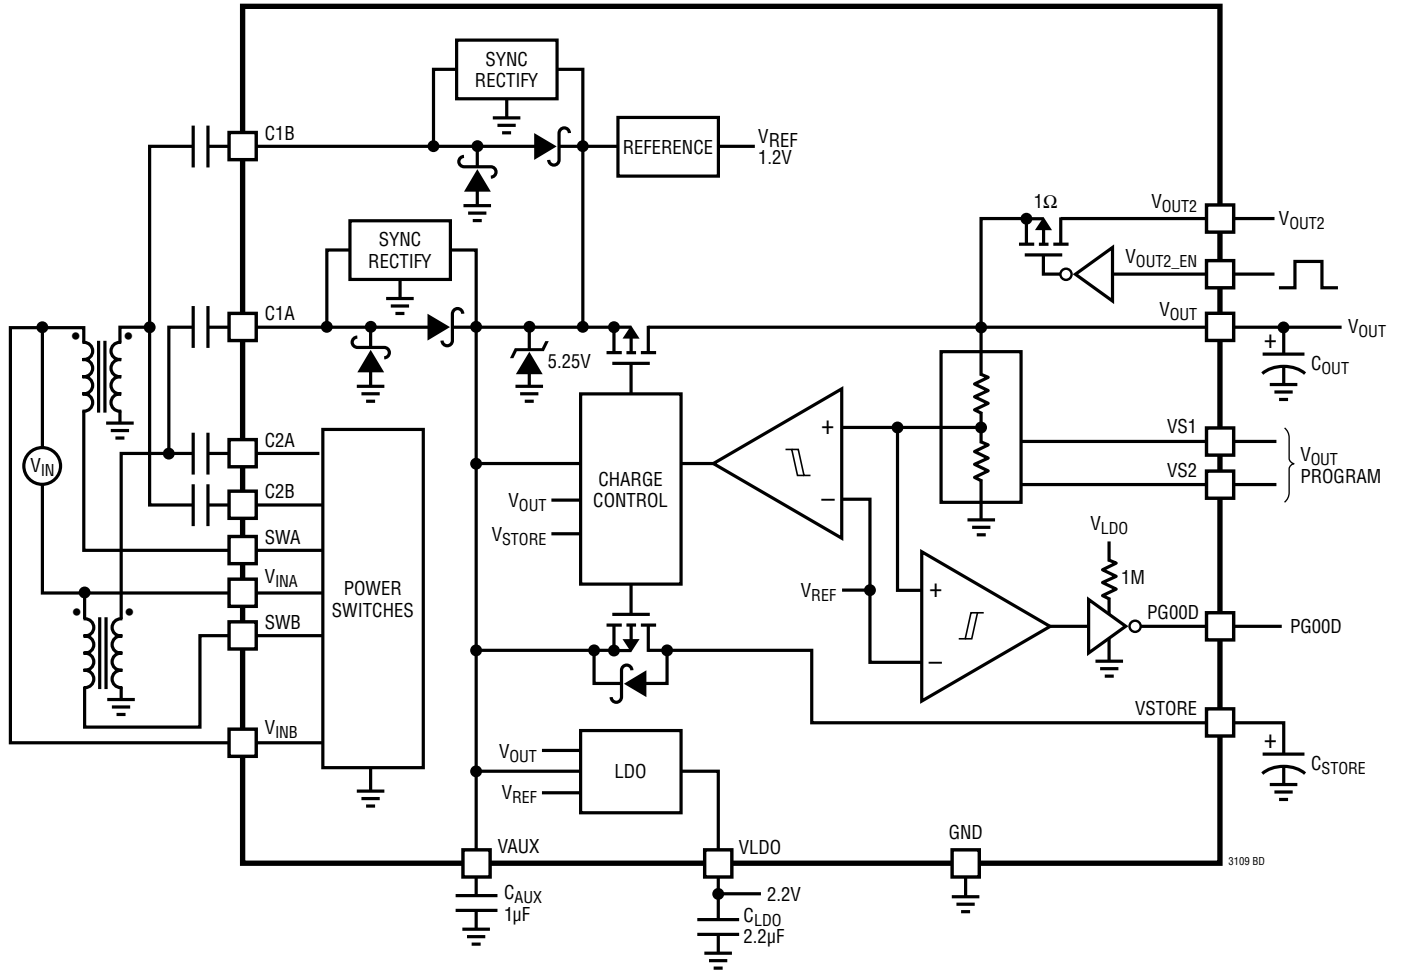 SYNC
RECTIFY
C1B
REFERENCE
VREF
1.2V
SYNC
RECTIFY
1Ω
VOUT2
VOUT2
VOUT2_EN
C1A
5.25V
VOUT
VOUT
+
COUT
VIN
C2A
C2B
SWA
VINA
SWB
VINB
POWER
SWITCHES
CHARGE
CONTROL
VOUT
VSTORE
+
–
VREF
VS1
VS2
VOUT
PROGRAM
+
–
VLDO
1M
PG00D
PG00D
VSTORE
+
CSTORE
VOUT
VREF
LDO
VAUX
VLDO
GND
3109 BD
CAUX
1µF
2.2V
CLDO
2.2µF